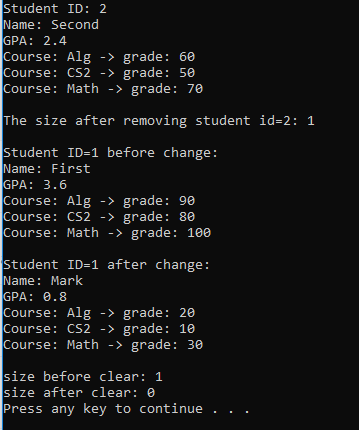 Student ID: 2
Name: Second
GPA: 2.4
Course: Alg -> grade: 60
Course: CS2 -> grade: 50
Course: Math -> grade: 70

The size after removing student id=2: 1

Student ID=1 before change:
Name: First
GPA: 3.6
Course: Alg -> grade: 90
Course: CS2 -> grade: 80
Course: Math -> grade: 100

Student ID=1 after change:
Name: Mark
GPA: 0.8
Course: Alg -> grade: 20
Course: CS2 -> grade: 10
Course: Math -> grade: 30

size before clear: 1
size after clear: 0
Press any key to continue . . .